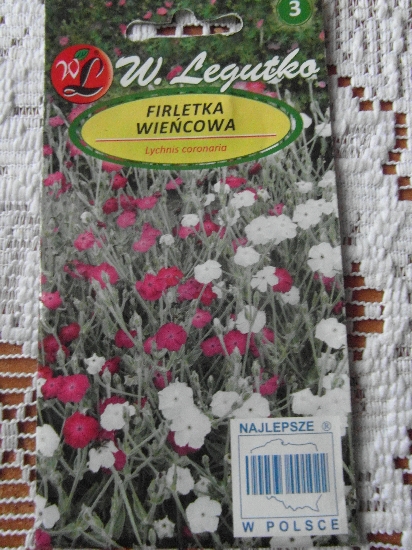 3
WL
W. Legutko
FIRLETKA
WIEŃCOWA
Lychnis coronaria
NAJLEPSZE ®
W POLSCE